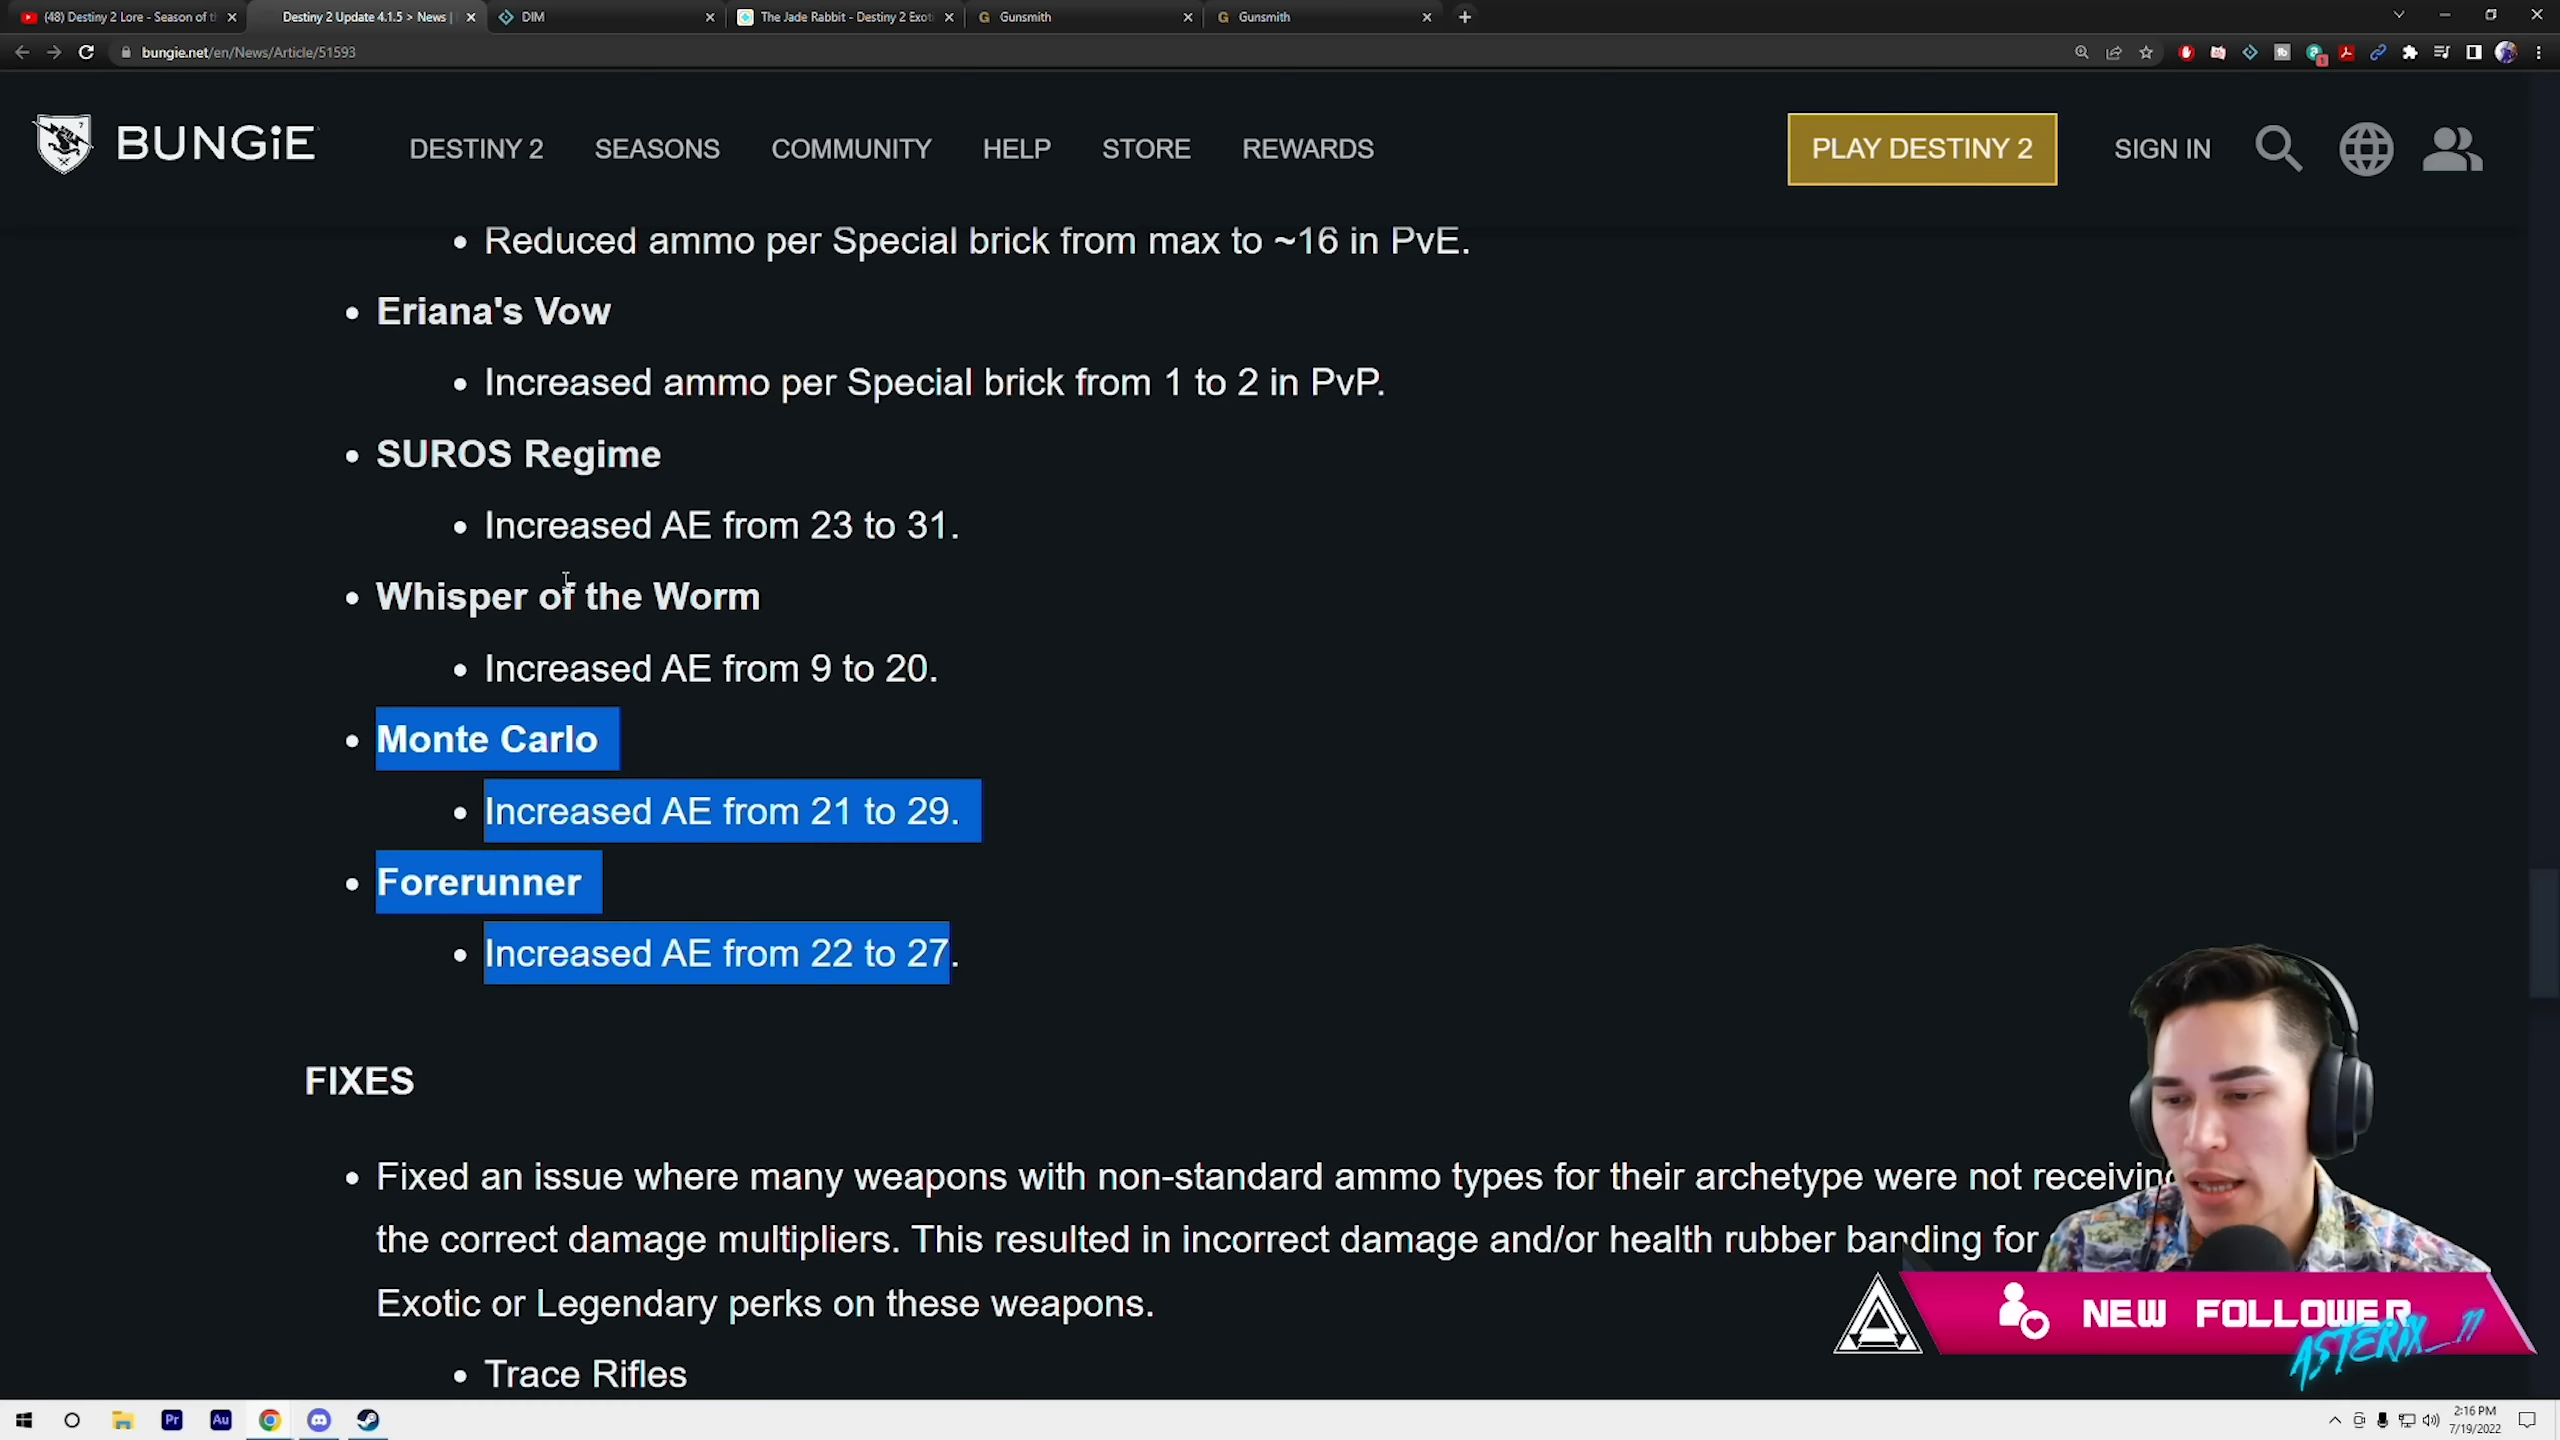 (48) Destiny 2 Lore - Season of th
Destiny 2 Update 4.1.5 > News |
DIM
The Jade Rabbit - Destiny 2 Exoti
Gunsmith
Gunsmith
bungie.net/en/News/Article/51593
BUNGiE
DESTINY 2
SEASONS
COMMUNITY
HELP
STORE
REWARDS
PLAY DESTINY 2
SIGN IN
Reduced ammo per Special brick from max to ~16 in PvE.
Eriana's Vow
Increased ammo per Special brick from 1 to 2 in PvP.
SUROS Regime
Increased AE from 23 to 31.
Whisper of the Worm
Increased AE from 9 to 20.
Monte Carlo
Increased AE from 21 to 29.
Forerunner
Increased AE from 22 to 27.
FIXES
Fixed an issue where many weapons with non-standard ammo types for their archetype were not receiving
the correct damage multipliers. This resulted in incorrect damage and/or health rubber banding for
Exotic or Legendary perks on these weapons.
NEW FOLLOWER
ASTERIX_11
Trace Rifles
Pr
Au
2:16 PM
7/19/2022